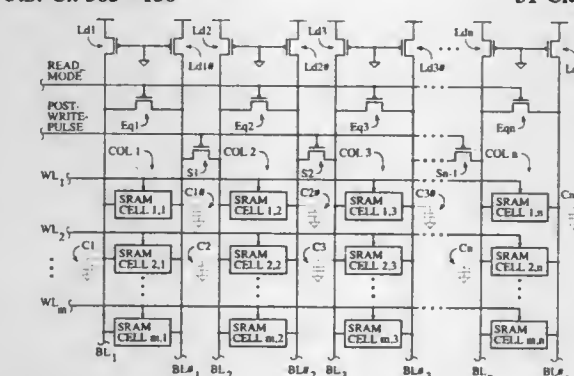 Ld1 Ld2 Ld3 Ldn
Ld1# Ld2# Ld3#
READ_
MODE
POST-
WRITE-
PULSE
Eq1 Eq2 Eq3 Eqn
COL 1 COL 2 COL 3 COL n
S1 S2 Sn-1
WL1
C1# C2# C3#
SRAM CELL 1,1 SRAM CELL 1,2 SRAM CELL 1,3 SRAM CELL 1,n
WL2
C1 C2 C3 Cn
SRAM CELL 2,1 SRAM CELL 2,2 SRAM CELL 2,3 SRAM CELL 2,n
WLm
SRAM CELL m,1 SRAM CELL m,2 SRAM CELL m,3 SRAM CELL m,n
BL1 BL#1 BL2 BL#2 BL3 BL#3